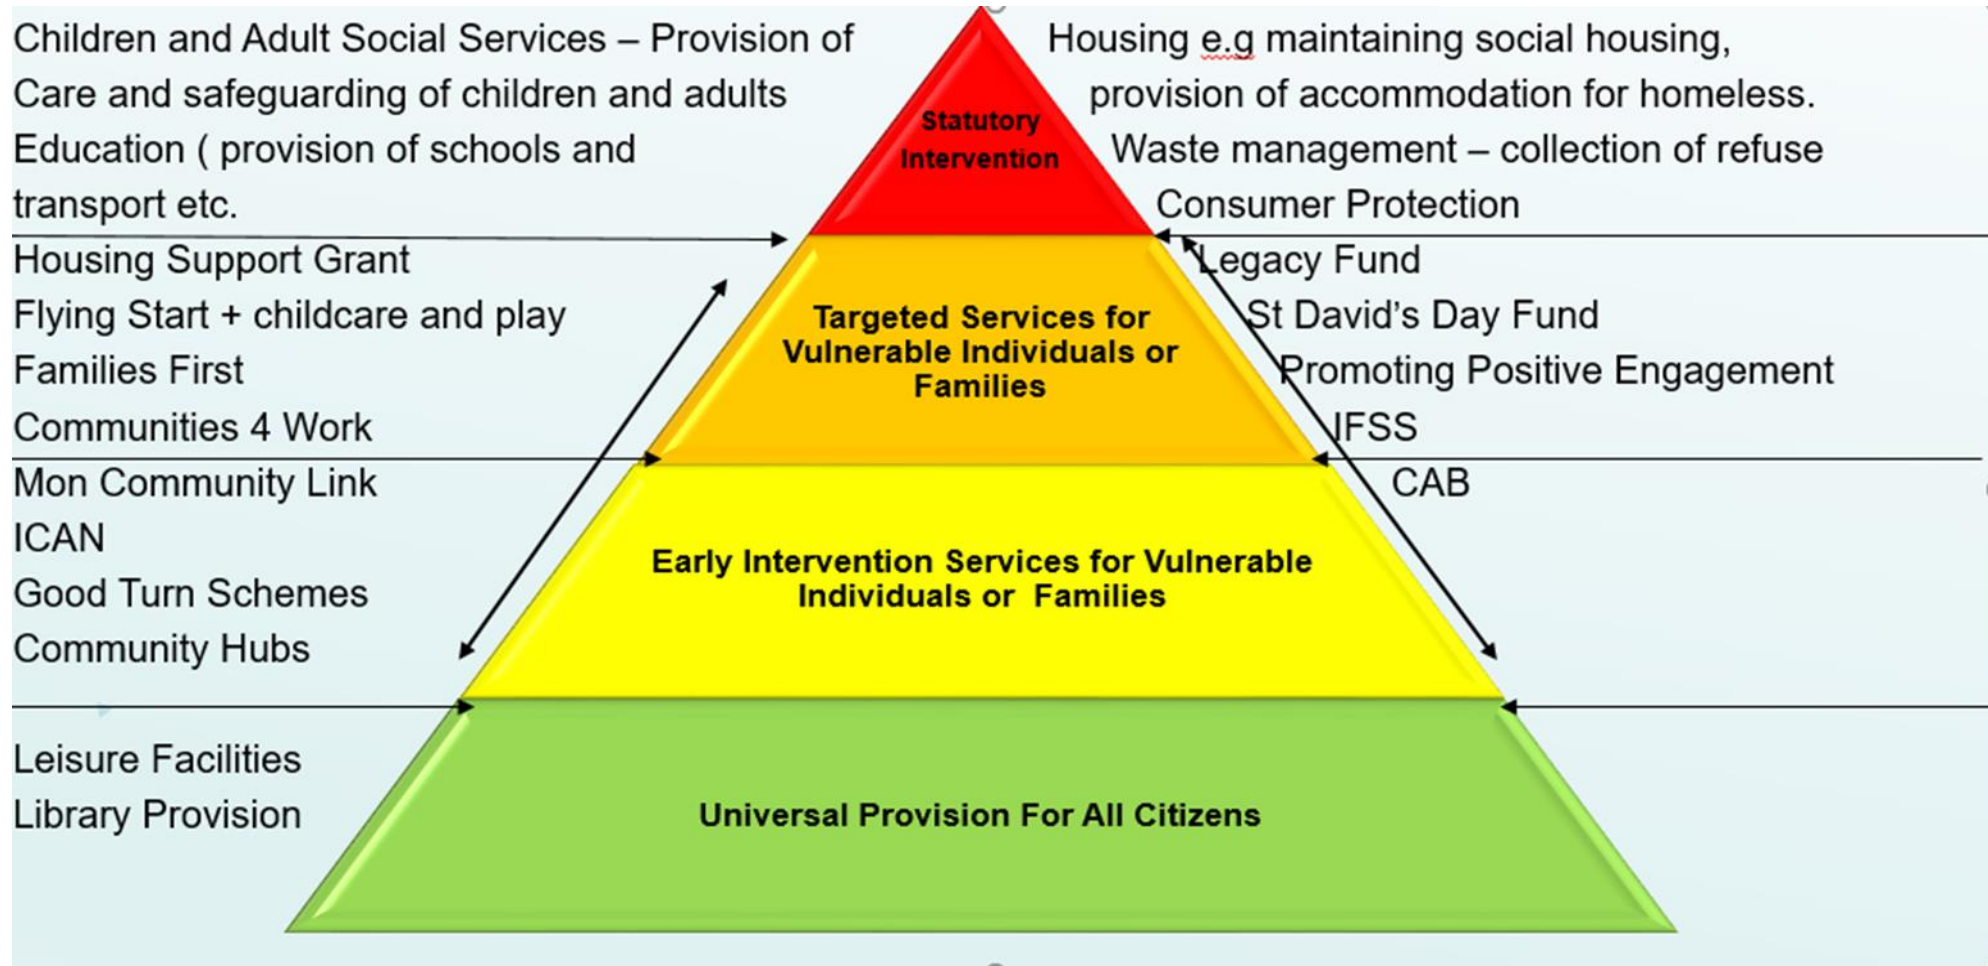 Children and Adult Social Services – Provision of
Care and safeguarding of children and adults
Education ( provision of schools and
transport etc.
Housing Support Grant
Flying Start + childcare and play
Families First
Communities 4 Work
Mon Community Link
ICAN
Good Turn Schemes
Community Hubs
Leisure Facilities
Library Provision
Statutory
Intervention
Targeted Services for
Vulnerable Individuals or
Families
Early Intervention Services for Vulnerable
Individuals or Families
Universal Provision For All Citizens
Housing e.g maintaining social housing,
provision of accommodation for homeless.
Waste management – collection of refuse
Consumer Protection
Legacy Fund
St David's Day Fund
Promoting Positive Engagement
IFSS
CAB